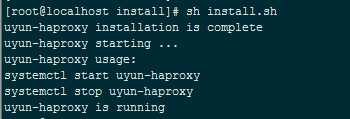 [root@localhost install]# sh install.sh
uyun-haproxy installation is complete
uyun-haproxy starting ...
uyun-haproxy usage:
systemctl start uyun-haproxy
systemctl stop uyun-haproxy
uyun-haproxy is running